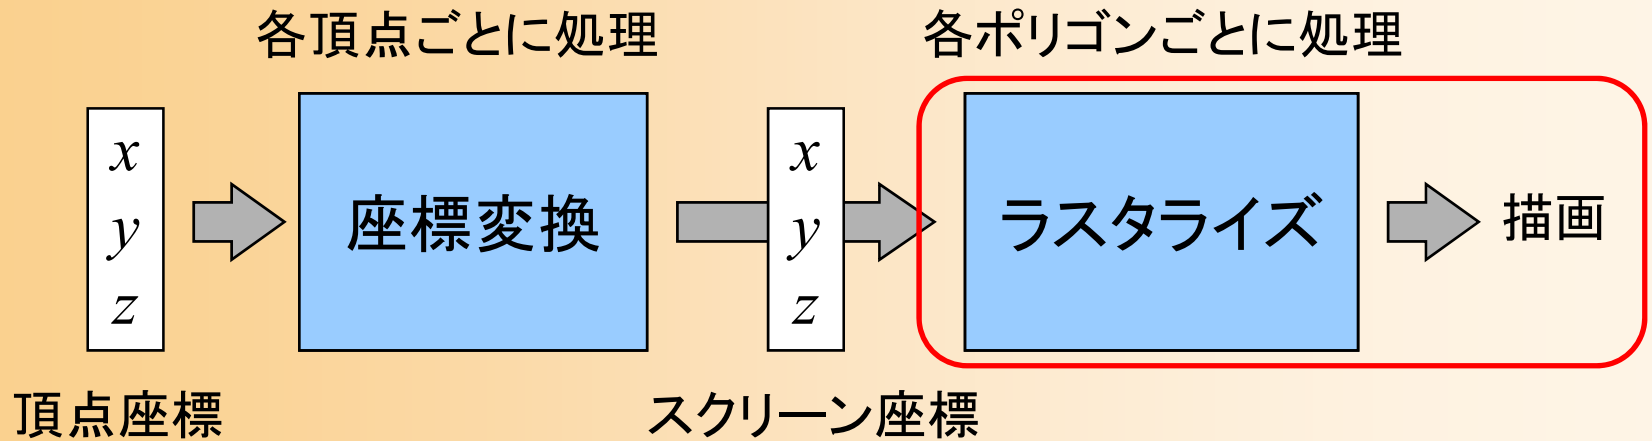 各頂点ごとに処理
各ポリゴンごとに処理
x
y
z
座標変換
x
y
z
ラスタライズ
描画
頂点座標
スクリーン座標